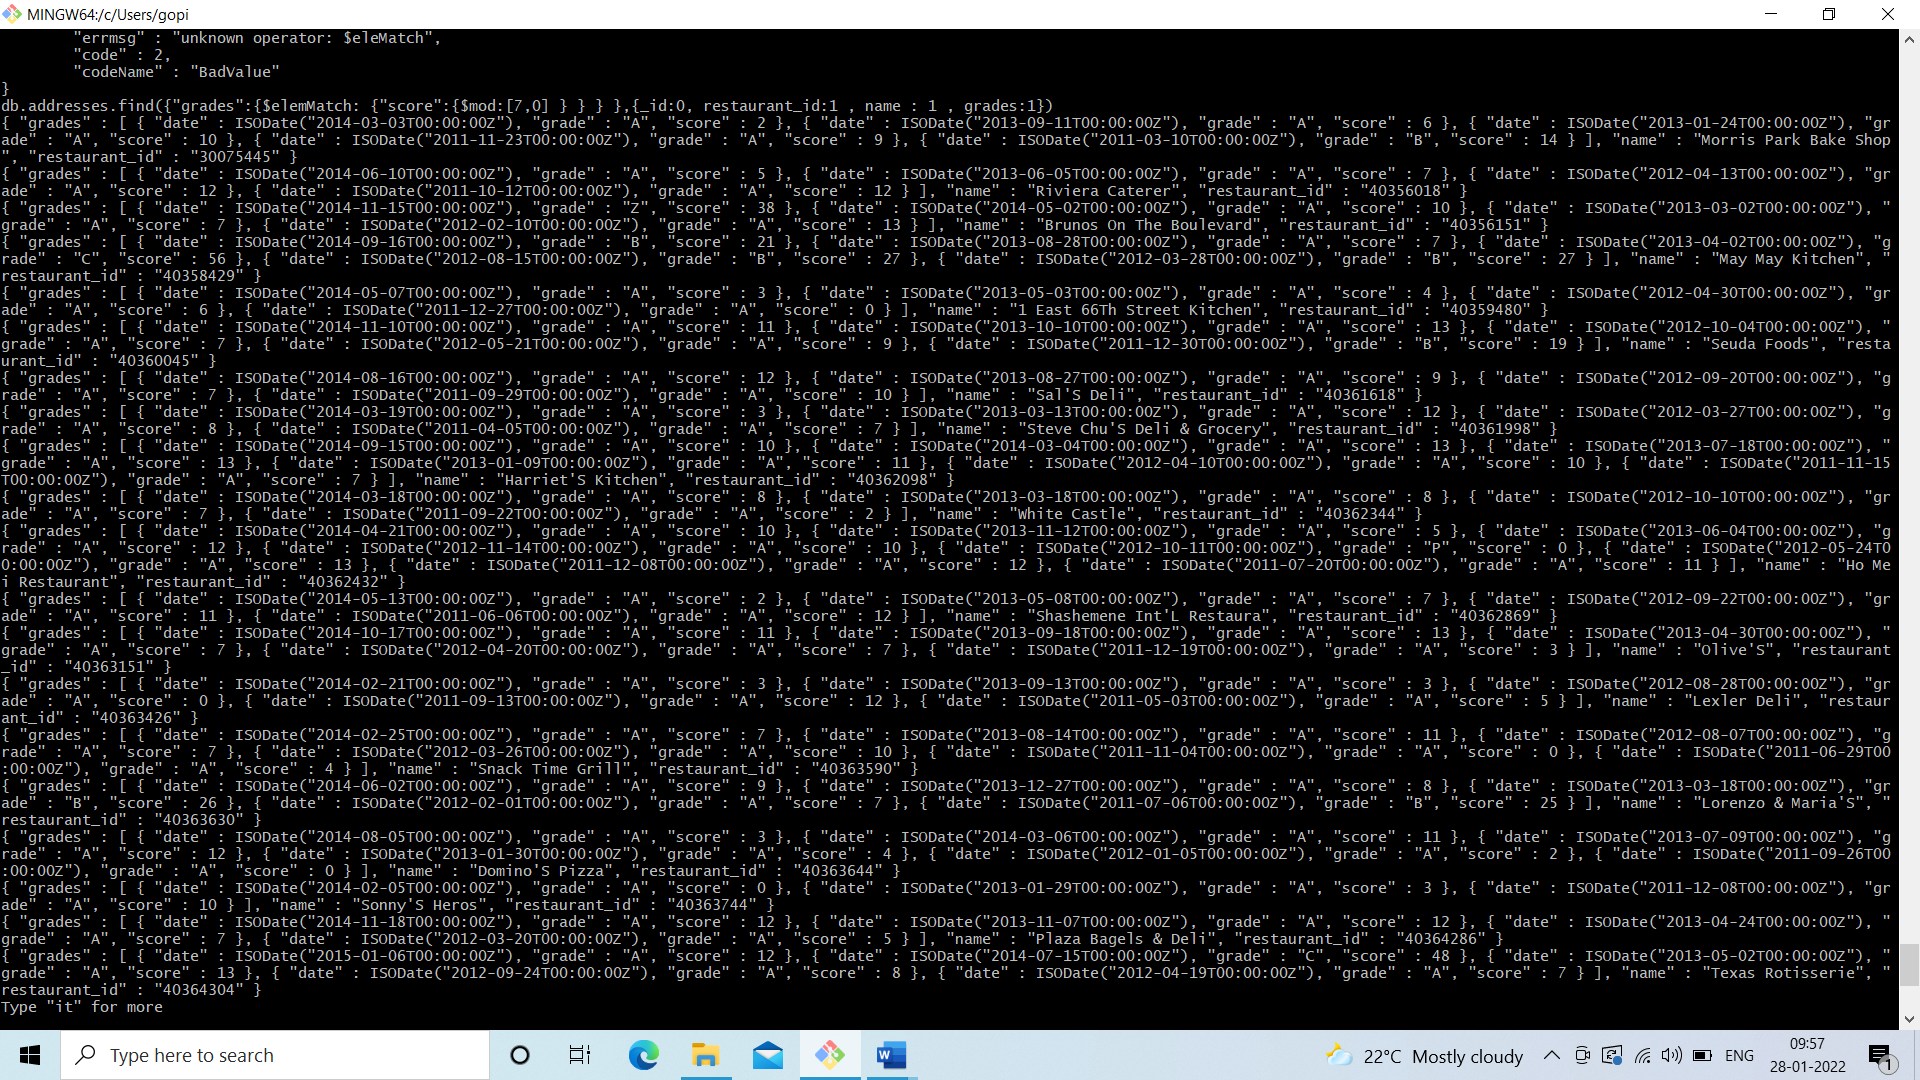 MINGW64:/c/Users/gopi
"errmsg" : "unknown operator: $eleMatch",
"code" : 2,
"codeName" : "BadValue"
}
db.addresses.find({"grades":{$elemMatch: {"score":{$mod:[7,0] } } } },{_id:0, restaurant_id:1 , name : 1 , grades:1})
{ "grades" : [ { "date" : ISODate("2014-03-03T00:00:00Z"), "grade" : "A", "score" : 2 }, { "date" : ISODate("2013-09-11T00:00:00Z"), "grade" : "A", "score" : 6 }, { "date" : ISODate("2013-01-24T00:00:00Z"), "gr
ade" : "A", "score" : 10 }, { "date" : ISODate("2011-11-23T00:00:00Z"), "grade" : "A", "score" : 9 }, { "date" : ISODate("2011-03-10T00:00:00Z"), "grade" : "B", "score" : 14 } ], "name" : "Morris Park Bake Shop
", "restaurant_id" : "30075445" }
{ "grades" : [ { "date" : ISODate("2014-06-10T00:00:00Z"), "grade" : "A", "score" : 5 }, { "date" : ISODate("2013-06-05T00:00:00Z"), "grade" : "A", "score" : 7 }, { "date" : ISODate("2012-04-13T00:00:00Z"), "gr
ade" : "A", "score" : 12 }, { "date" : ISODate("2011-10-12T00:00:00Z"), "grade" : "A", "score" : 12 } ], "name" : "Riviera Caterer", "restaurant_id" : "40356018" }
{ "grades" : [ { "date" : ISODate("2014-11-15T00:00:00Z"), "grade" : "Z", "score" : 38 }, { "date" : ISODate("2014-05-02T00:00:00Z"), "grade" : "A", "score" : 10 }, { "date" : ISODate("2013-03-02T00:00:00Z"), "
grade" : "A", "score" : 7 }, { "date" : ISODate("2012-02-10T00:00:00Z"), "grade" : "A", "score" : 13 } ], "name" : "Brunos On The Boulevard", "restaurant_id" : "40356151" }
{ "grades" : [ { "date" : ISODate("2014-09-16T00:00:00Z"), "grade" : "B", "score" : 21 }, { "date" : ISODate("2013-08-28T00:00:00Z"), "grade" : "A", "score" : 7 }, { "date" : ISODate("2013-04-02T00:00:00Z"), "g
rade" : "C", "score" : 56 }, { "date" : ISODate("2012-08-15T00:00:00Z"), "grade" : "B", "score" : 27 }, { "date" : ISODate("2012-03-28T00:00:00Z"), "grade" : "B", "score" : 27 } ], "name" : "May May Kitchen", "
restaurant_id" : "40358429" }
{ "grades" : [ { "date" : ISODate("2014-05-07T00:00:00Z"), "grade" : "A", "score" : 3 }, { "date" : ISODate("2013-05-03T00:00:00Z"), "grade" : "A", "score" : 4 }, { "date" : ISODate("2012-04-30T00:00:00Z"), "gr
ade" : "A", "score" : 6 }, { "date" : ISODate("2011-12-27T00:00:00Z"), "grade" : "A", "score" : 0 } ], "name" : "1 East 66Th Street Kitchen", "restaurant_id" : "40359480" }
{ "grades" : [ { "date" : ISODate("2014-11-10T00:00:00Z"), "grade" : "A", "score" : 11 }, { "date" : ISODate("2013-10-10T00:00:00Z"), "grade" : "A", "score" : 13 }, { "date" : ISODate("2012-10-04T00:00:00Z"), "
grade" : "A", "score" : 7 }, { "date" : ISODate("2012-05-21T00:00:00Z"), "grade" : "A", "score" : 9 }, { "date" : ISODate("2011-12-30T00:00:00Z"), "grade" : "B", "score" : 19 } ], "name" : "Seuda Foods", "resta
urant_id" : "40360045" }
{ "grades" : [ { "date" : ISODate("2014-08-16T00:00:00Z"), "grade" : "A", "score" : 12 }, { "date" : ISODate("2013-08-27T00:00:00Z"), "grade" : "A", "score" : 9 }, { "date" : ISODate("2012-09-20T00:00:00Z"), "g
rade" : "A", "score" : 7 }, { "date" : ISODate("2011-09-29T00:00:00Z"), "grade" : "A", "score" : 10 } ], "name" : "Sal'S Deli", "restaurant_id" : "40361618" }
{ "grades" : [ { "date" : ISODate("2014-03-19T00:00:00Z"), "grade" : "A", "score" : 3 }, { "date" : ISODate("2013-03-13T00:00:00Z"), "grade" : "A", "score" : 12 }, { "date" : ISODate("2012-03-27T00:00:00Z"), "g
rade" : "A", "score" : 8 }, { "date" : ISODate("2011-04-05T00:00:00Z"), "grade" : "A", "score" : 7 } ], "name" : "Steve Chu'S Deli & Grocery", "restaurant_id" : "40361998" }
{ "grades" : [ { "date" : ISODate("2014-09-15T00:00:00Z"), "grade" : "A", "score" : 10 }, { "date" : ISODate("2014-03-04T00:00:00Z"), "grade" : "A", "score" : 13 }, { "date" : ISODate("2013-07-18T00:00:00Z"), "
grade" : "A", "score" : 13 }, { "date" : ISODate("2013-01-09T00:00:00Z"), "grade" : "A", "score" : 11 }, { "date" : ISODate("2012-04-10T00:00:00Z"), "grade" : "A", "score" : 10 }, { "date" : ISODate("2011-11-15
T00:00:00Z"), "grade" : "A", "score" : 7 } ], "name" : "Harriet'S Kitchen", "restaurant_id" : "40362098" }
{ "grades" : [ { "date" : ISODate("2014-03-18T00:00:00Z"), "grade" : "A", "score" : 8 }, { "date" : ISODate("2013-03-18T00:00:00Z"), "grade" : "A", "score" : 8 }, { "date" : ISODate("2012-10-10T00:00:00Z"), "gr
ade" : "A", "score" : 7 }, { "date" : ISODate("2011-09-22T00:00:00Z"), "grade" : "A", "score" : 2 } ], "name" : "White Castle", "restaurant_id" : "40362344" }
{ "grades" : [ { "date" : ISODate("2014-04-21T00:00:00Z"), "grade" : "A", "score" : 10 }, { "date" : ISODate("2013-11-12T00:00:00Z"), "grade" : "A", "score" : 5 }, { "date" : ISODate("2013-06-04T00:00:00Z"), "g
rade" : "A", "score" : 12 }, { "date" : ISODate("2012-11-14T00:00:00Z"), "grade" : "A", "score" : 10 }, { "date" : ISODate("2012-10-11T00:00:00Z"), "grade" : "P", "score" : 0 }, { "date" : ISODate("2012-05-24T0
0:00:00Z"), "grade" : "A", "score" : 13 }, { "date" : ISODate("2011-12-08T00:00:00Z"), "grade" : "A", "score" : 12 }, { "date" : ISODate("2011-07-20T00:00:00Z"), "grade" : "A", "score" : 11 } ], "name" : "Ho Me
i Restaurant", "restaurant_id" : "40362432" }
{ "grades" : [ { "date" : ISODate("2014-05-13T00:00:00Z"), "grade" : "A", "score" : 2 }, { "date" : ISODate("2013-05-08T00:00:00Z"), "grade" : "A", "score" : 7 }, { "date" : ISODate("2012-09-22T00:00:00Z"), "gr
ade" : "A", "score" : 11 }, { "date" : ISODate("2011-06-06T00:00:00Z"), "grade" : "A", "score" : 12 } ], "name" : "Shashemene Int'L Restaura", "restaurant_id" : "40362869" }
{ "grades" : [ { "date" : ISODate("2014-10-17T00:00:00Z"), "grade" : "A", "score" : 11 }, { "date" : ISODate("2013-09-18T00:00:00Z"), "grade" : "A", "score" : 13 }, { "date" : ISODate("2013-04-30T00:00:00Z"), "
grade" : "A", "score" : 7 }, { "date" : ISODate("2012-04-20T00:00:00Z"), "grade" : "A", "score" : 7 }, { "date" : ISODate("2011-12-19T00:00:00Z"), "grade" : "A", "score" : 3 } ], "name" : "Olive'S", "restaurant
_id" : "40363151" }
{ "grades" : [ { "date" : ISODate("2014-02-21T00:00:00Z"), "grade" : "A", "score" : 3 }, { "date" : ISODate("2013-09-13T00:00:00Z"), "grade" : "A", "score" : 3 }, { "date" : ISODate("2012-08-28T00:00:00Z"), "gr
ade" : "A", "score" : 0 }, { "date" : ISODate("2011-09-13T00:00:00Z"), "grade" : "A", "score" : 12 }, { "date" : ISODate("2011-05-03T00:00:00Z"), "grade" : "A", "score" : 5 } ], "name" : "Lexler Deli", "restaur
ant_id" : "40363426" }
{ "grades" : [ { "date" : ISODate("2014-02-25T00:00:00Z"), "grade" : "A", "score" : 7 }, { "date" : ISODate("2013-08-14T00:00:00Z"), "grade" : "A", "score" : 11 }, { "date" : ISODate("2012-08-07T00:00:00Z"), "g
rade" : "A", "score" : 7 }, { "date" : ISODate("2012-03-26T00:00:00Z"), "grade" : "A", "score" : 10 }, { "date" : ISODate("2011-11-04T00:00:00Z"), "grade" : "A", "score" : 0 }, { "date" : ISODate("2011-06-29T00
:00:00Z"), "grade" : "A", "score" : 4 } ], "name" : "Snack Time Grill", "restaurant_id" : "40363590" }
{ "grades" : [ { "date" : ISODate("2014-06-02T00:00:00Z"), "grade" : "A", "score" : 9 }, { "date" : ISODate("2013-12-27T00:00:00Z"), "grade" : "A", "score" : 8 }, { "date" : ISODate("2013-03-18T00:00:00Z"), "gr
ade" : "B", "score" : 26 }, { "date" : ISODate("2012-02-01T00:00:00Z"), "grade" : "A", "score" : 7 }, { "date" : ISODate("2011-07-06T00:00:00Z"), "grade" : "B", "score" : 25 } ], "name" : "Lorenzo & Maria'S", "
restaurant_id" : "40363630" }
{ "grades" : [ { "date" : ISODate("2014-08-05T00:00:00Z"), "grade" : "A", "score" : 3 }, { "date" : ISODate("2014-03-06T00:00:00Z"), "grade" : "A", "score" : 11 }, { "date" : ISODate("2013-07-09T00:00:00Z"), "g
rade" : "A", "score" : 12 }, { "date" : ISODate("2013-01-30T00:00:00Z"), "grade" : "A", "score" : 4 }, { "date" : ISODate("2012-01-05T00:00:00Z"), "grade" : "A", "score" : 2 }, { "date" : ISODate("2011-09-26T00
:00:00Z"), "grade" : "A", "score" : 0 } ], "name" : "Domino'S Pizza", "restaurant_id" : "40363644" }
{ "grades" : [ { "date" : ISODate("2014-02-05T00:00:00Z"), "grade" : "A", "score" : 0 }, { "date" : ISODate("2013-01-29T00:00:00Z"), "grade" : "A", "score" : 3 }, { "date" : ISODate("2011-12-08T00:00:00Z"), "gr
ade" : "A", "score" : 10 } ], "name" : "Sonny'S Heros", "restaurant_id" : "40363744" }
{ "grades" : [ { "date" : ISODate("2014-11-18T00:00:00Z"), "grade" : "A", "score" : 12 }, { "date" : ISODate("2013-11-07T00:00:00Z"), "grade" : "A", "score" : 12 }, { "date" : ISODate("2013-04-24T00:00:00Z"), "
grade" : "A", "score" : 7 }, { "date" : ISODate("2012-03-20T00:00:00Z"), "grade" : "A", "score" : 5 } ], "name" : "Plaza Bagels & Deli", "restaurant_id" : "40364286" }
{ "grades" : [ { "date" : ISODate("2015-01-06T00:00:00Z"), "grade" : "A", "score" : 12 }, { "date" : ISODate("2014-07-15T00:00:00Z"), "grade" : "C", "score" : 48 }, { "date" : ISODate("2013-05-02T00:00:00Z"), "
grade" : "A", "score" : 13 }, { "date" : ISODate("2012-09-24T00:00:00Z"), "grade" : "A", "score" : 8 }, { "date" : ISODate("2012-04-19T00:00:00Z"), "grade" : "A", "score" : 7 } ], "name" : "Texas Rotisserie", "
restaurant_id" : "40364304" }
Type "it" for more
Type here to search
W
22°C Mostly cloudy
ENG
09:57
28-01-2022
1